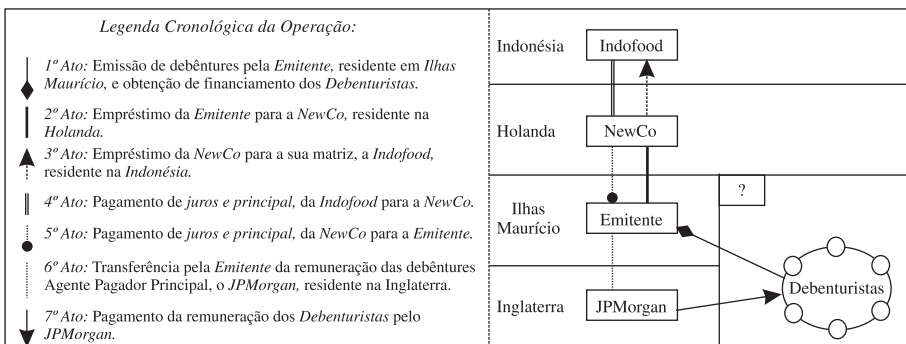 Legenda Cronológica da Operação:
1º Ato: Emissão de debêntures pela Emitente, residente em Ilhas
Maurício, e obtenção de financiamento dos Debenturistas.
2º Ato: Empréstimo da Emitente para a NewCo, residente na
Holanda.
3º Ato: Empréstimo da NewCo para a sua matriz, a Indofood,
residente na Indonésia.
4º Ato: Pagamento de juros e principal, da Indofood para a NewCo.
5º Ato: Pagamento de juros e principal, da NewCo para a Emitente.
6º Ato: Transferência pela Emitente da remuneração das debêntures
Agente Pagador Principal, o JPMorgan, residente na Inglaterra.
7º Ato: Pagamento da remuneração dos Debenturistas pelo
JPMorgan.
Indonésia
Indofood
Holanda
NewCo
?
Ilhas
Maurício
Emitente
Debenturistas
Inglaterra
JPMorgan